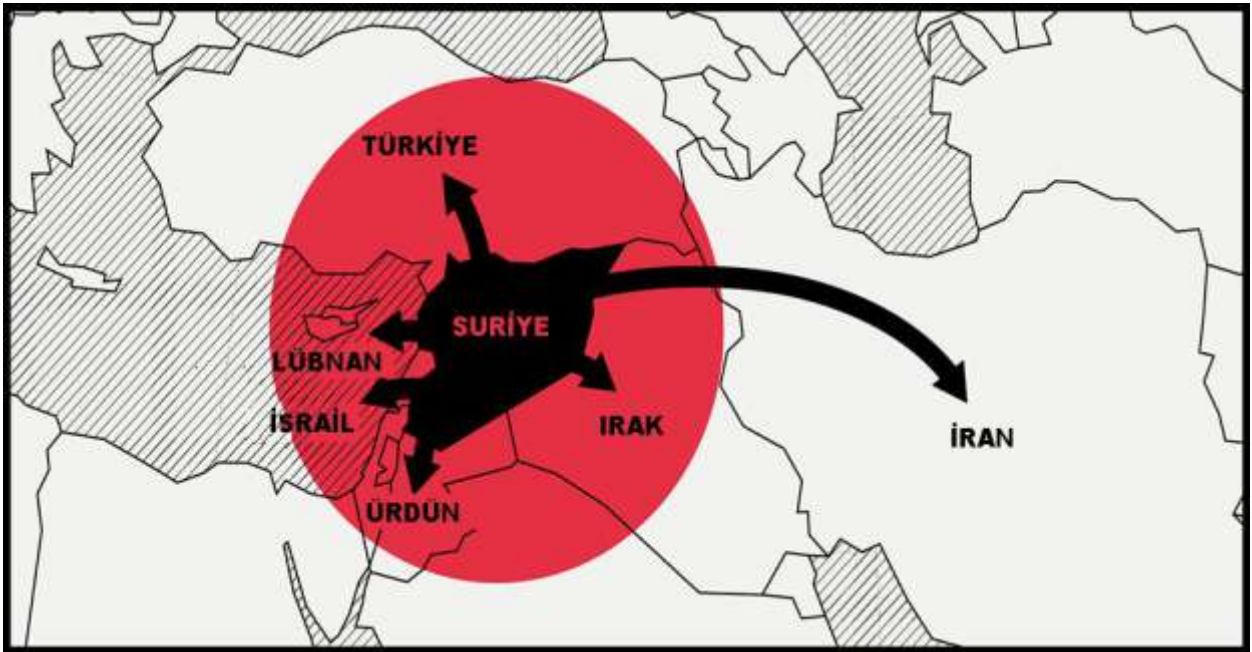 TÜRKİYE
SURİYE
LÜBNAN
İSRAİL
IRAK
İRAN
ÜRDÜN